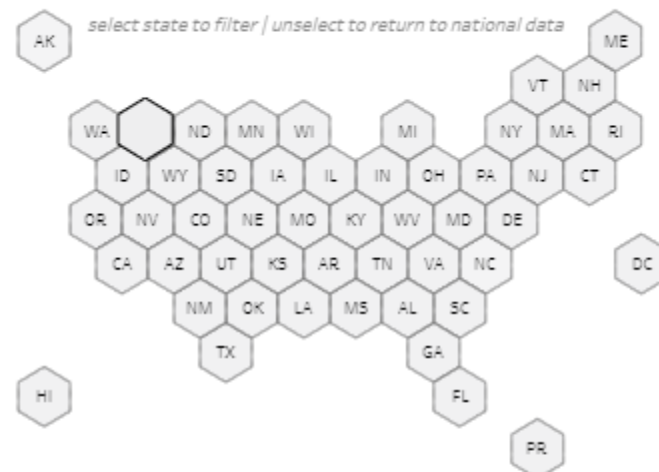 select state to filter | unselect to return to national data
AK ME
VT NH
WA ND MN WI MI NY MA RI
ID WY SD IA IL IN OH PA NJ CT
OR NV CO NE MO KY WV MD DE
CA AZ UT KS AR TN VA NC DC
NM OK LA MS AL SC
TX GA
HI FL
PR